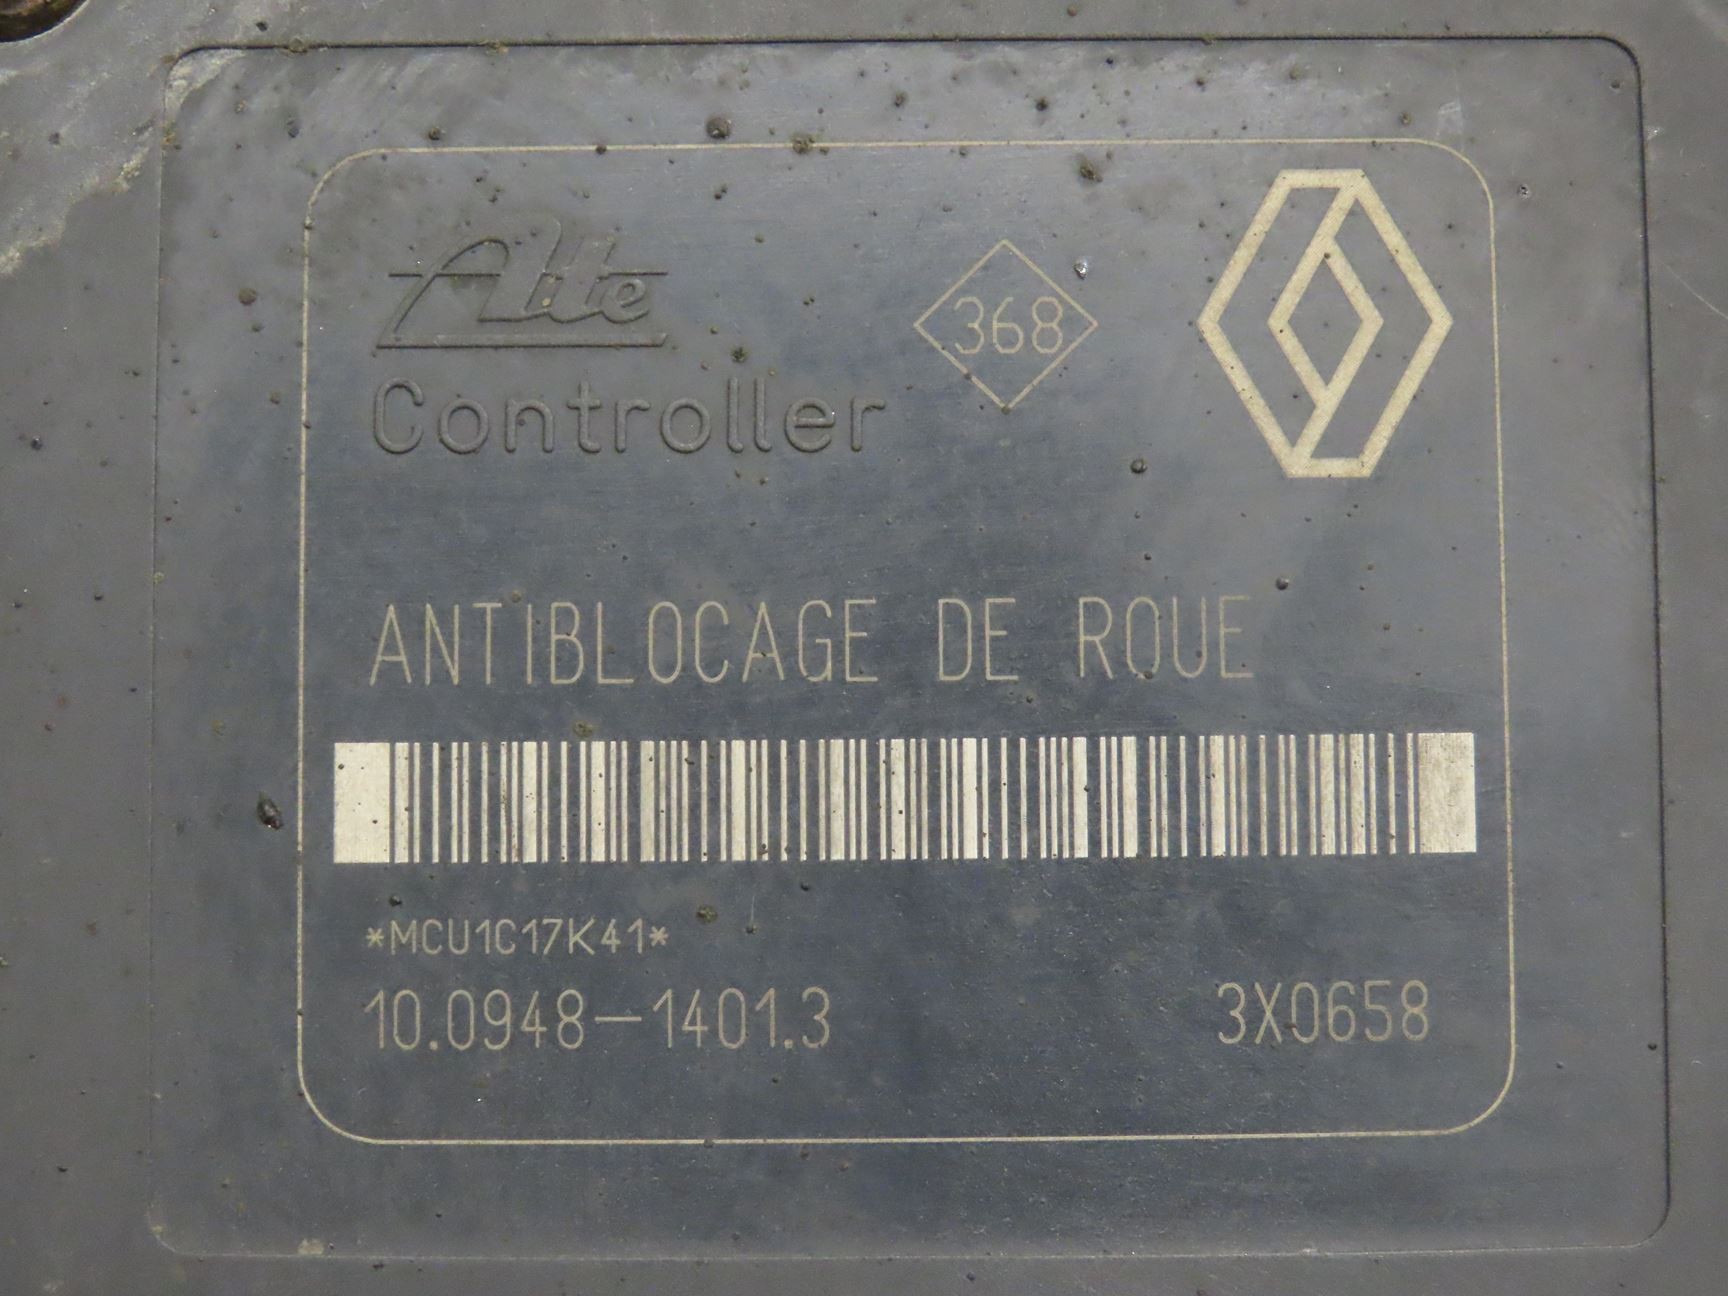 Ate
Controller
368
ANTIBLOCAGE DE ROUE
*MCU1C17K41*
10.0948-1401.3 3X0658